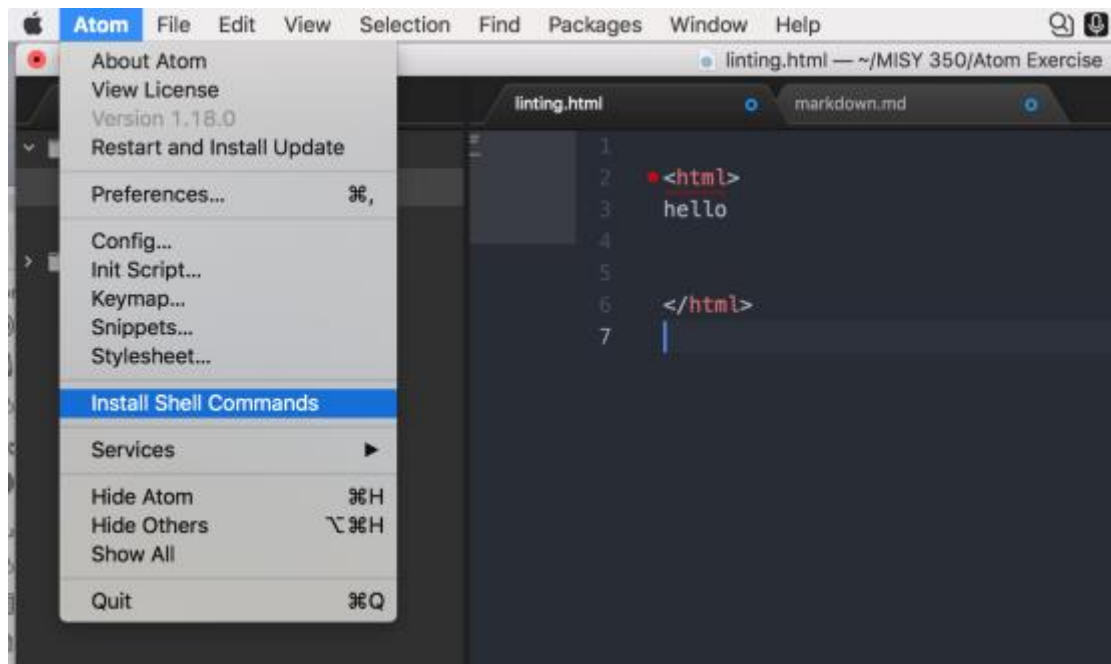 Atom File Edit View Selection Find Packages Window Help
linting.html — ~/MISY 350/Atom Exercise
About Atom
View License
Version 1.18.0
Restart and Install Update
Preferences... ⌘,
Config...
Init Script...
Keymap...
Snippets...
Stylesheet...
Install Shell Commands
Services ▶
Hide Atom ⌘H
Hide Others ⌥⌘H
Show All
Quit ⌘Q
linting.html markdown.md
1
2 <html>
3 hello
4
5
6 </html>
7